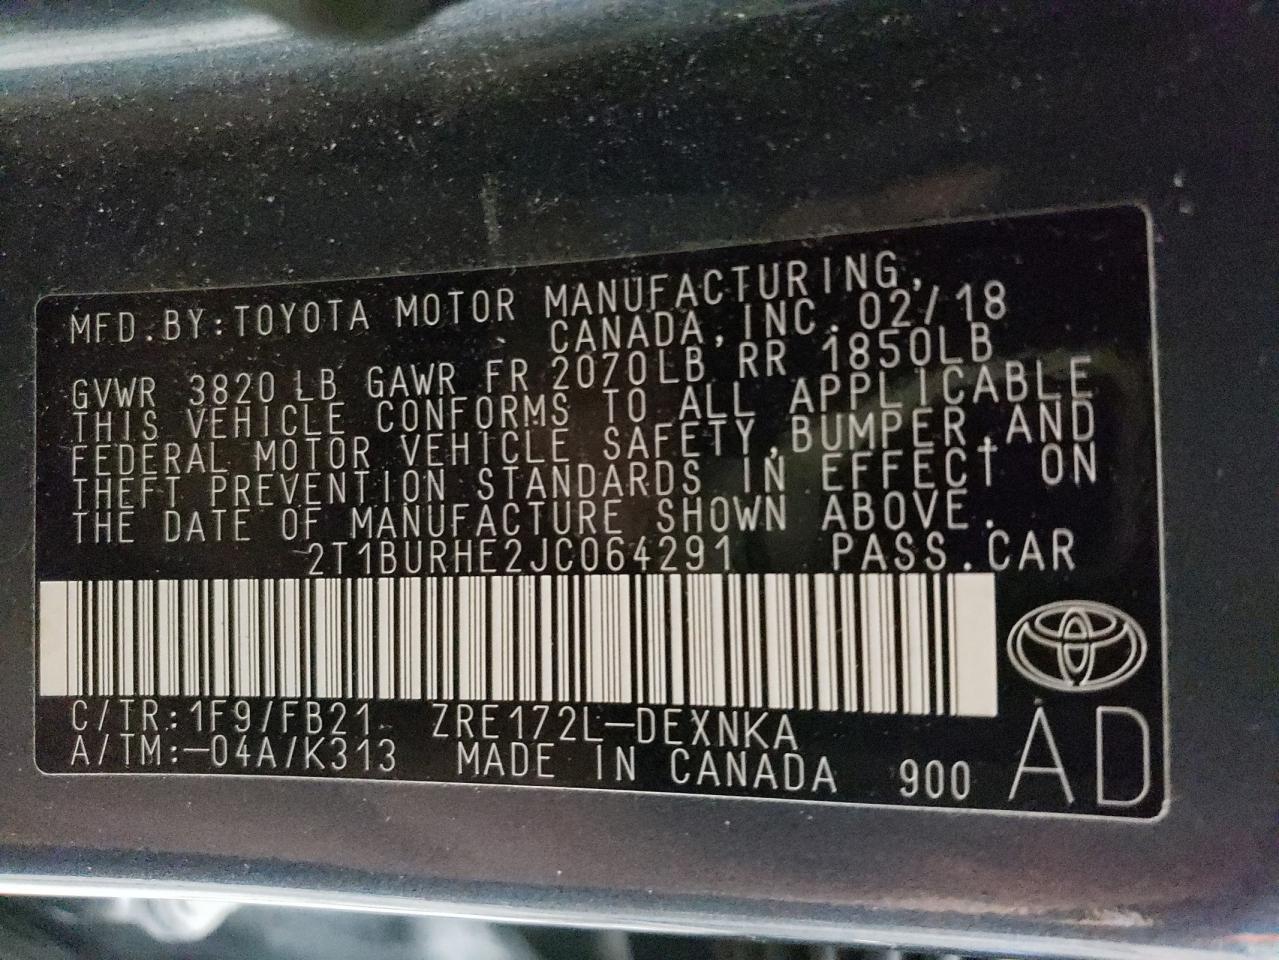 MFD.BY:TOYOTA MOTOR MANUFACTURING,
CANADA,INC.02/18
GVWR 3820 LB GAWR FR 2070LB RR 1850LB
THIS VEHICLE CONFORMS TO ALL APPLICABLE
FEDERAL MOTOR VEHICLE SAFETY,BUMPER,AND
THEFT PREVENTION STANDARDS IN EFFECT ON
THE DATE OF MANUFACTURE SHOWN ABOVE.
2T1BURHE2JC064291 PASS.CAR
C/TR:1F9/FB21 ZRE172L-DEXNKA
A/TM:-04A/K313 MADE IN CANADA 900 AD